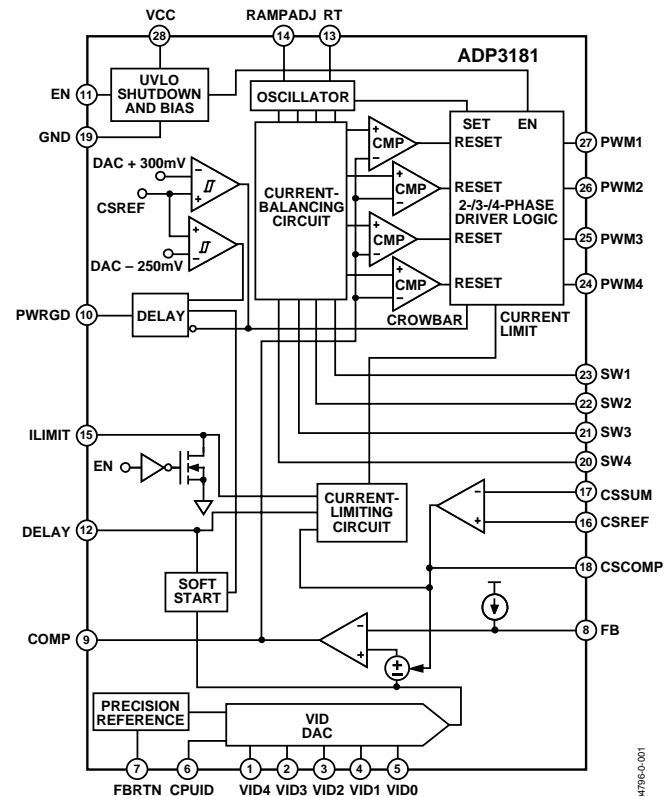 VCC
RAMPADJ RT
28
14
13
ADP3181
EN
11
UVLO
SHUTDOWN
AND BIAS
OSCILLATOR
GND
19
SET EN
CMP
RESET
27
PWM1
DAC + 300mV
CSREF
DAC – 250mV
CURRENT-
BALANCING
CIRCUIT
CMP
RESET
26
PWM2
2-/3-/4-PHASE
DRIVER LOGIC
CMP
RESET
25
PWM3
CMP
RESET
24
PWM4
PWRGD
10
DELAY
CROWBAR
CURRENT
LIMIT
23
SW1
22
SW2
ILIMIT
15
21
SW3
EN
20
SW4
CURRENT-
LIMITING
CIRCUIT
17
CSSUM
16
CSREF
DELAY
12
18
CSCOMP
SOFT
START
COMP
9
8
FB
PRECISION
REFERENCE
VID
DAC
7
6
1
2
3
4
5
FBRTN CPUID VID4 VID3 VID2 VID1 VID0
04796-0-001